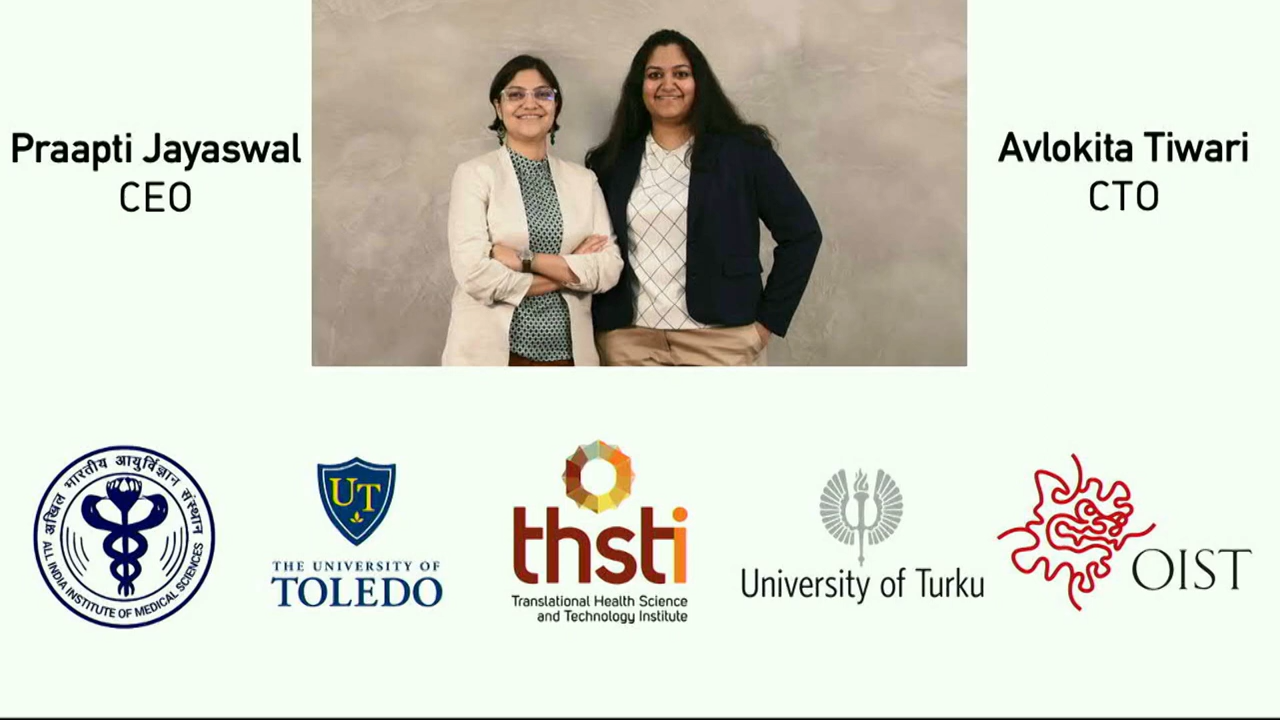 Praapti Jayaswal
CEO
Avlokita Tiwari
CTO
अखिल भारतीय आयुर्विज्ञान संस्थान
ALL INDIA INSTITUTE OF MEDICAL SCIENCES
UT
THE UNIVERSITY OF
TOLEDO
thsti
Translational Health Science
and Technology Institute
University of Turku
OIST